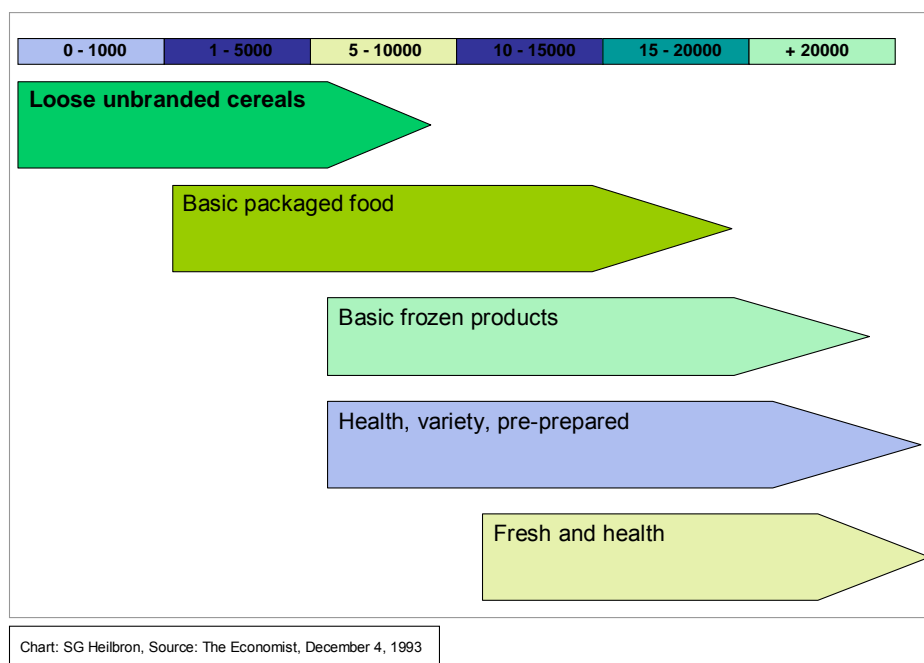 0 - 1000 1 - 5000 5 - 10000 10 - 15000 15 - 20000 + 20000
Loose unbranded cereals
Basic packaged food
Basic frozen products
Health, variety, pre-prepared
Fresh and health
Chart: SG Heilbron, Source: The Economist, December 4, 1993